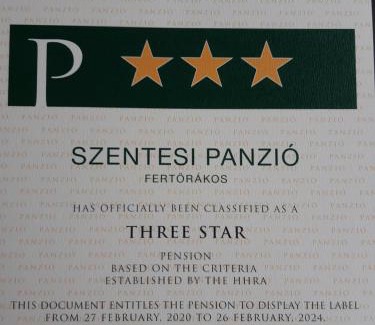 P
SZENTESI PANZIÓ
FERTŐRÁKOS
HAS OFFICIALLY BEEN CLASSIFIED AS A
THREE STAR
PENSION
BASED ON THE CRITERIA
ESTABLISHED BY THE HHRA
THIS DOCUMENT ENTITLES THE PENSION TO DISPLAY THE LABEL
FROM 27 FEBRUARY, 2020 TO 26 FEBRUARY, 2024.